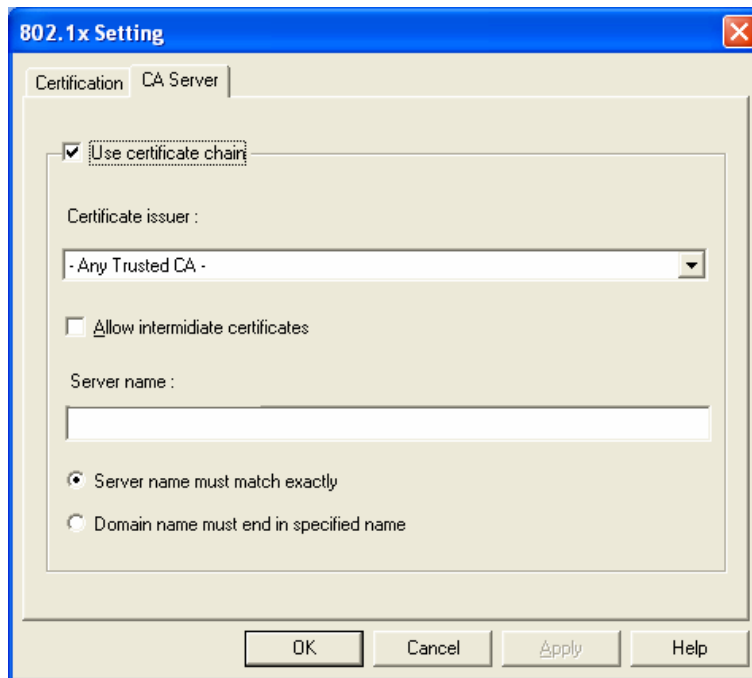 802.1x Setting
Certification
CA Server
Use certificate chain
Certificate issuer :
- Any Trusted CA -
Allow intermidiate certificates
Server name :
Server name must match exactly
Domain name must end in specified name
OK
Cancel
Apply
Help